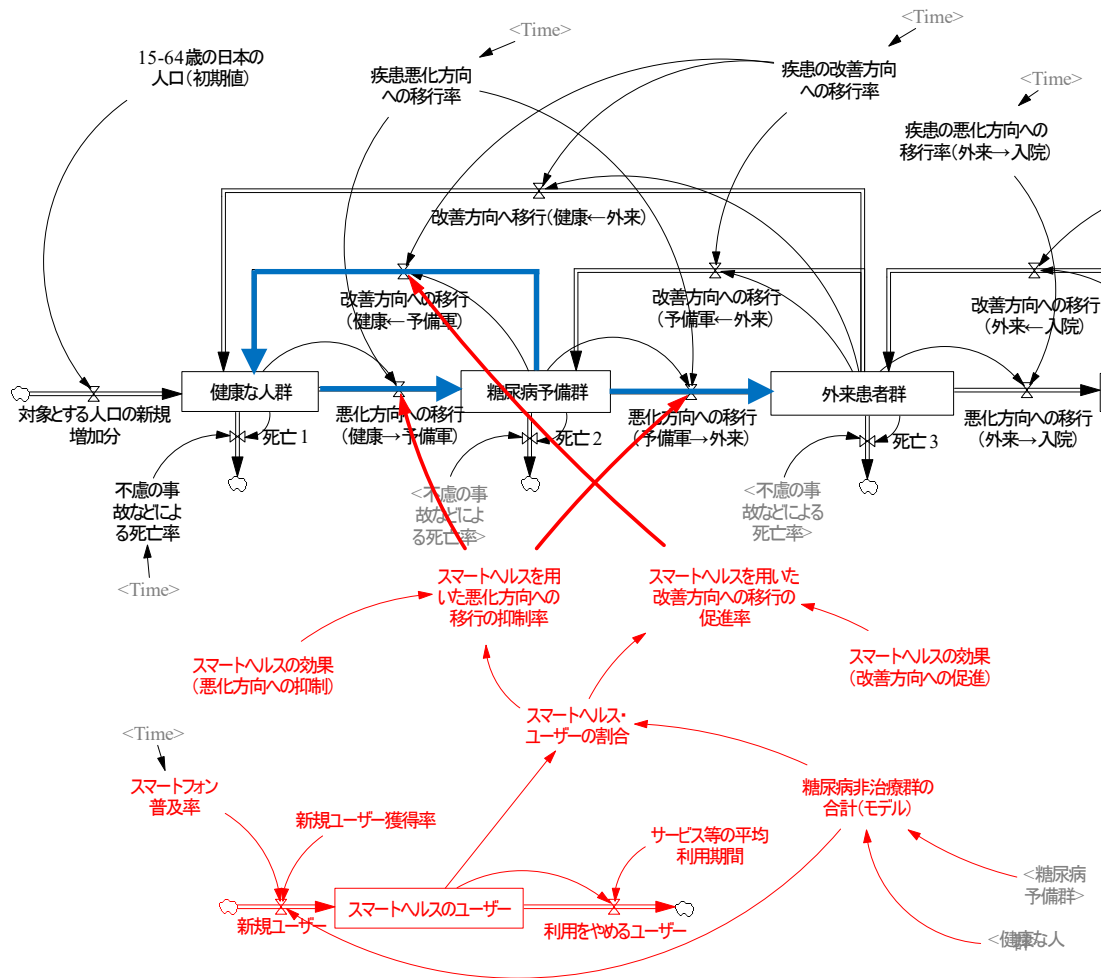 <Time>
<Time>
15-64歳の日本の
人口(初期値)
疾患悪化方向
への移行率
疾患の改善方向
への移行率
<Time>
疾患の悪化方向への
移行率(外来→入院)
改善方向へ移行(健康←外来)
改善方向への移行
(健康←予備軍)
改善方向への移行
(予備軍←外来)
改善方向への移行
(外来←入院)
健康な人群
糖尿病予備群
外来患者群
対象とする人口の新規
増加分
悪化方向への移行
(健康→予備軍)
悪化方向への移行
(予備軍→外来)
悪化方向への移行
(外来→入院)
死亡 1
死亡 2
死亡 3
不慮の事
故などによ
る死亡率
<不慮の事
故などによ
る死亡率>
<不慮の事
故などによる
死亡率>
<Time>
スマートヘルスを用
いた悪化方向への
移行の抑制率
スマートヘルスを用いた
改善方向への移行の
促進率
スマートヘルスの効果
(悪化方向への抑制)
スマートヘルスの効果
(改善方向への促進)
スマートヘルス・
ユーザーの割合
<Time>
スマートフォン
普及率
糖尿病非治療群の
合計(モデル)
新規ユーザー獲得率
サービス等の平均
利用期間
<糖尿病
予備群>
スマートヘルスのユーザー
新規ユーザー
利用をやめるユーザー
<健康な人
群>